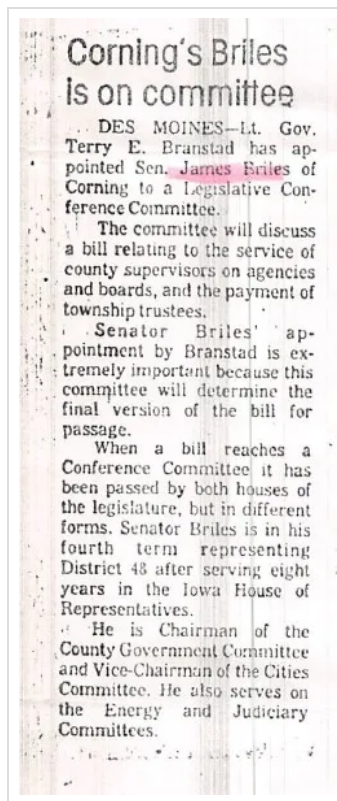 Corning's Briles
is on committee
DES MOINES—Lt. Gov.
Terry E. Branstad has ap-
pointed Sen. James Briles of
Corning to a Legislative Con-
ference Committee.
The committee will discuss
a bill relating to the service of
county supervisors on agencies
and boards, and the payment of
township trustees.
Senator Briles' ap-
pointment by Branstad is ex-
tremely important because this
committee will determine the
final version of the bill for
passage.
When a bill reaches a
Conference Committee it has
been passed by both houses of
the legislature, but in different
forms. Senator Briles is in his
fourth term representing
District 48 after serving eight
years in the Iowa House of
Representatives.
He is Chairman of the
County Government Committee
and Vice-Chairman of the Cities
Committee. He also serves on
the Energy and Judiciary
Committees.